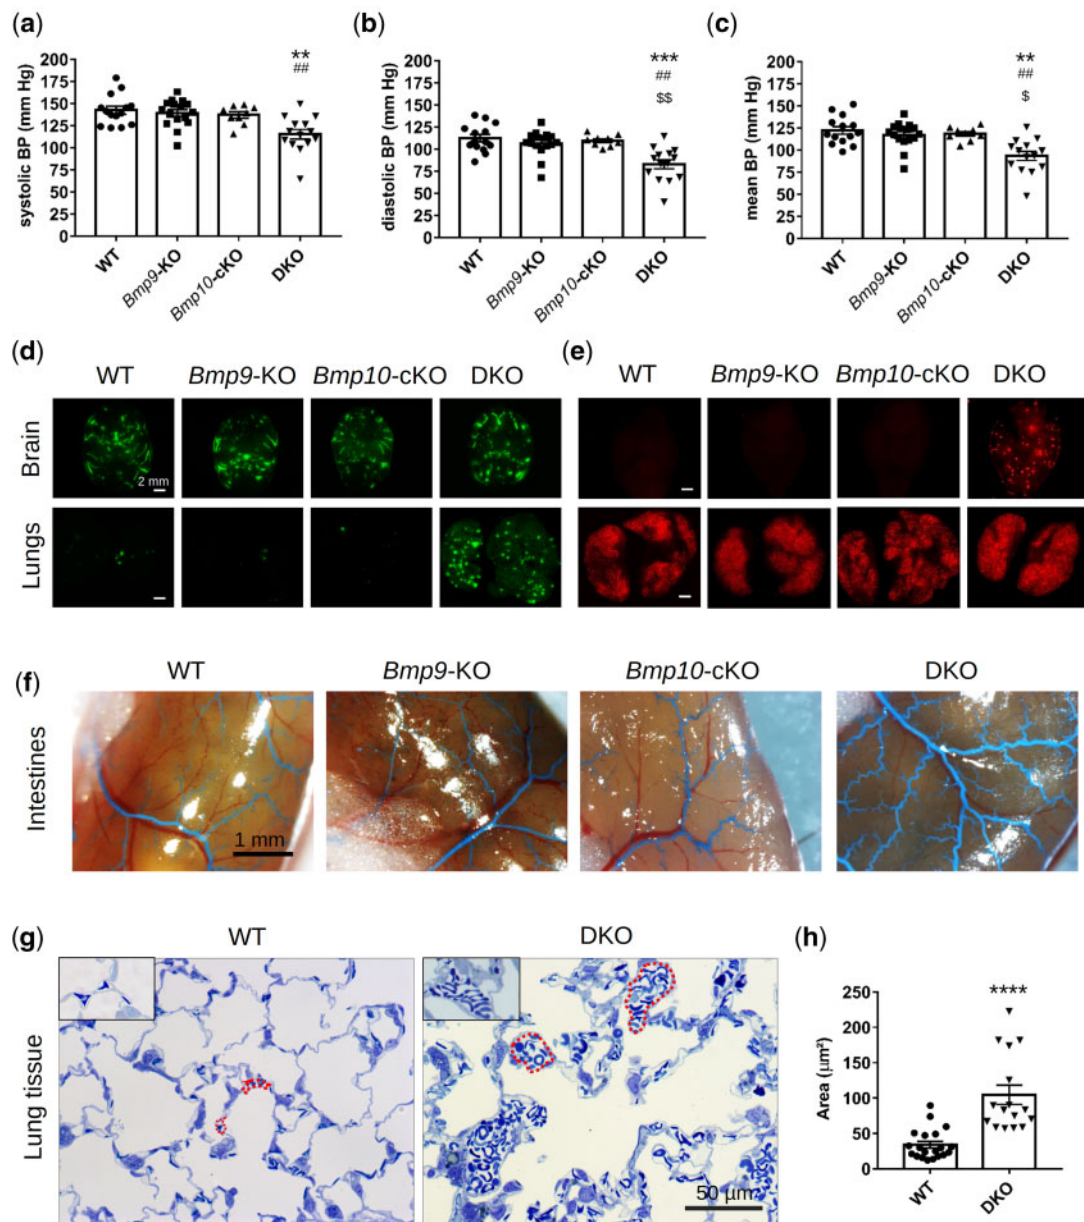 (a)
systolic BP (mm Hg)
200
175
150
125
100
75
50
25
0
**
##
WT
Bmp9-KO
Bmp10-cKO
DKO
(b)
diastolic BP (mm Hg)
200
175
150
125
100
75
50
25
0
***
##
$$
WT
Bmp9-KO
Bmp10-cKO
DKO
(c)
mean BP (mm Hg)
200
175
150
125
100
75
50
25
0
**
##
$
WT
Bmp9-KO
Bmp10-cKO
DKO
(d)
WT Bmp9-KO Bmp10-cKO DKO
Brain
2 mm
Lungs
(e)
WT Bmp9-KO Bmp10-cKO DKO
(f)
WT Bmp9-KO Bmp10-cKO DKO
Intestines
1 mm
(g)
WT DKO
Lung tissue
50 µm
(h)
Area (µm²)
250
200
150
100
50
0
****
WT
DKO